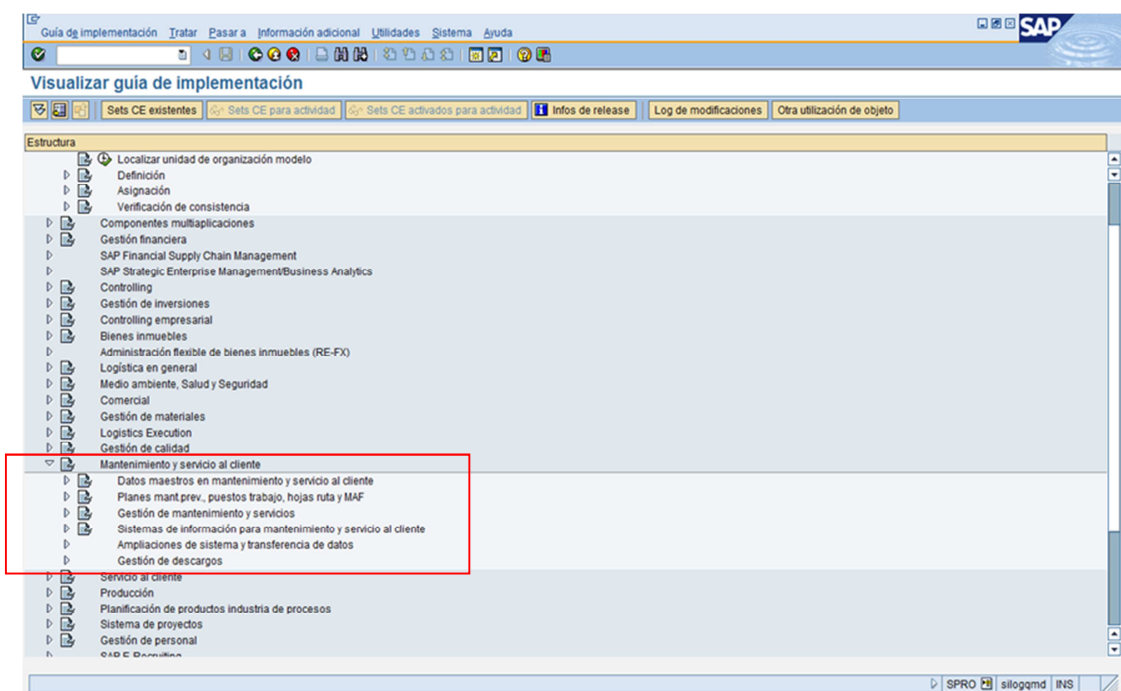 Guía de implementación Tratar Pasar a Información adicional Utilidades Sistema Ayuda
SAP
Visualizar guía de implementación
Sets CE existentes Sets CE para actividad Sets CE activados para actividad Infos de release Log de modificaciones Otra utilización de objeto
Estructura
Localizar unidad de organización modelo
Definición
Asignación
Verificación de consistencia
Componentes multiaplicaciones
Gestión financiera
SAP Financial Supply Chain Management
SAP Strategic Enterprise Management/Business Analytics
Controlling
Gestión de inversiones
Controlling empresarial
Bienes inmuebles
Administración flexible de bienes inmuebles (RE-FX)
Logística en general
Medio ambiente, Salud y Seguridad
Comercial
Gestión de materiales
Logistics Execution
Gestión de calidad
Mantenimiento y servicio al cliente
Datos maestros en mantenimiento y servicio al cliente
Planes mant.prev., puestos trabajo, hojas ruta y MAF
Gestión de mantenimiento y servicios
Sistemas de información para mantenimiento y servicio al cliente
Ampliaciones de sistema y transferencia de datos
Gestión de descargos
Servicio al cliente
Producción
Planificación de productos industria de procesos
Sistema de proyectos
Gestión de personal
SAP E-Recruiting
SPRO silogqmd INS